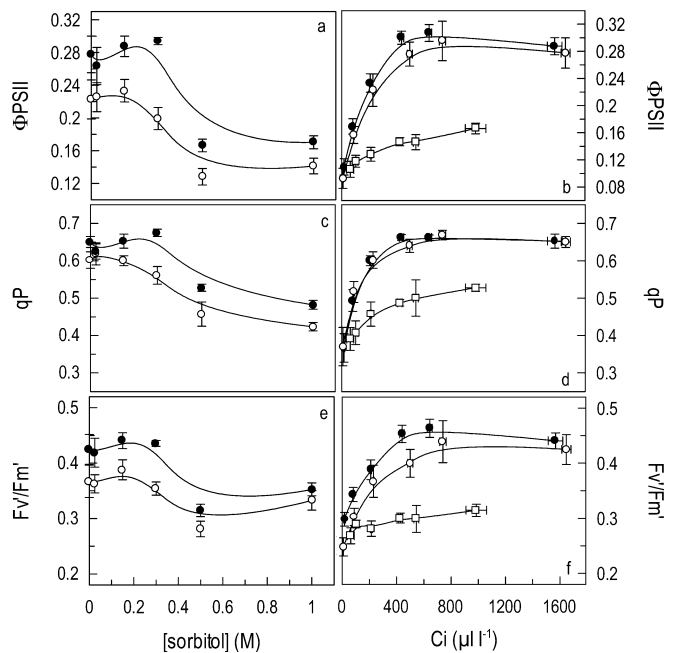 0.32 a 0.32
0.28 0.28
0.24 0.24
ΦPSII ΦPSII
0.2 0.2
0.16 0.16
0.12 0.12
b 0.08
0.7 c 0.7
0.6 0.6
qP 0.5 0.5 qP
0.4 0.4
0.3 d 0.3
0.5 e 0.5
0.4 0.4
Fv'/Fm' Fv'/Fm'
0.3 0.3
0.2 f 0.2
0 0.2 0.4 0.6 0.8 1 0 400 800 1200 1600
[sorbitol] (M) Ci (µl l⁻¹)